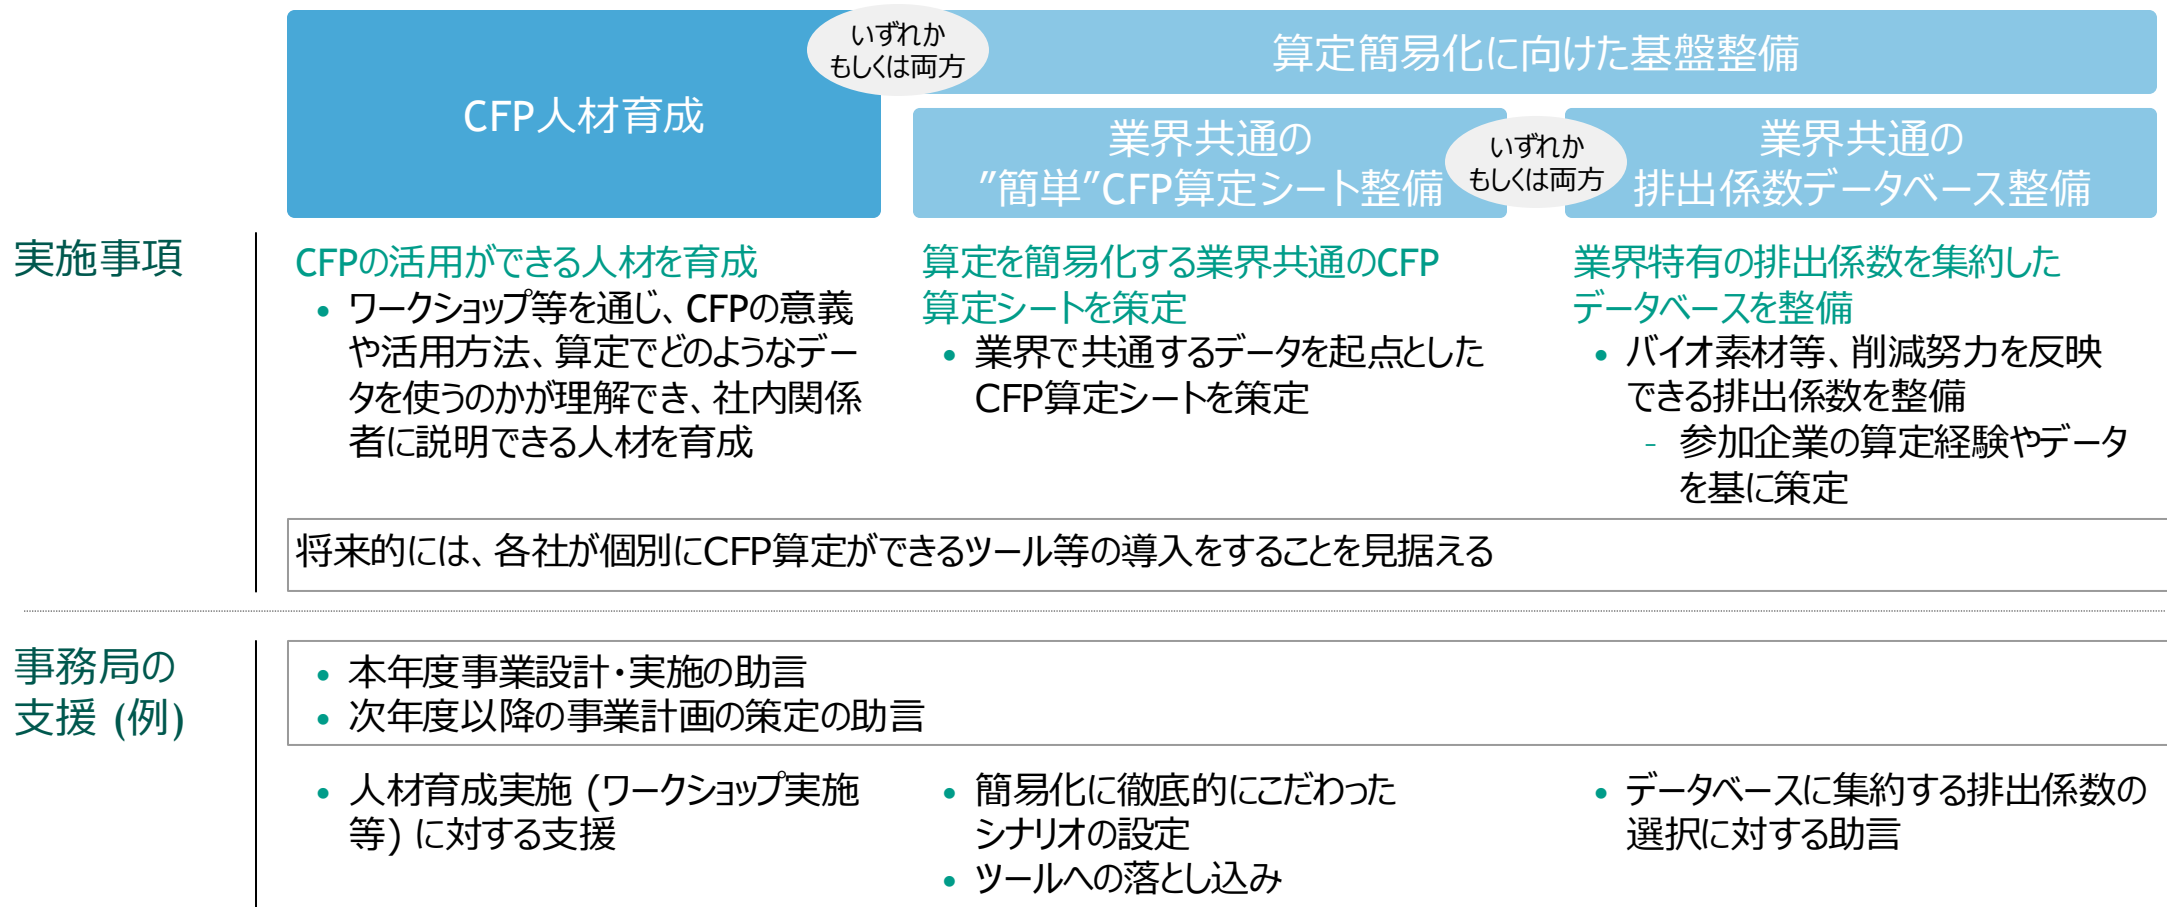 CFP人材育成
いずれか
もしくは両方
算定簡易化に向けた基盤整備
業界共通の
”簡単”CFP算定シート整備
いずれか
もしくは両方
業界共通の
排出係数データベース整備
実施事項
CFPの活用ができる人材を育成
• ワークショップ等を通じ、CFPの意義
や活用方法、算定でどのようなデー
タを使うのかが理解でき、社内関係
者に説明できる人材を育成
算定を簡易化する業界共通のCFP
算定シートを策定
• 業界で共通するデータを起点とした
CFP算定シートを策定
業界特有の排出係数を集約した
データベースを整備
• バイオ素材等、削減努力を反映
できる排出係数を整備
- 参加企業の算定経験やデータ
を基に策定
将来的には、各社が個別にCFP算定ができるツール等の導入をすることを見据える
事務局の
支援 (例)
• 本年度事業設計・実施の助言
• 次年度以降の事業計画の策定の助言
• 人材育成実施 (ワークショップ実施
等) に対する支援
• 簡易化に徹底的にこだわった
シナリオの設定
• ツールへの落とし込み
• データベースに集約する排出係数の
選択に対する助言